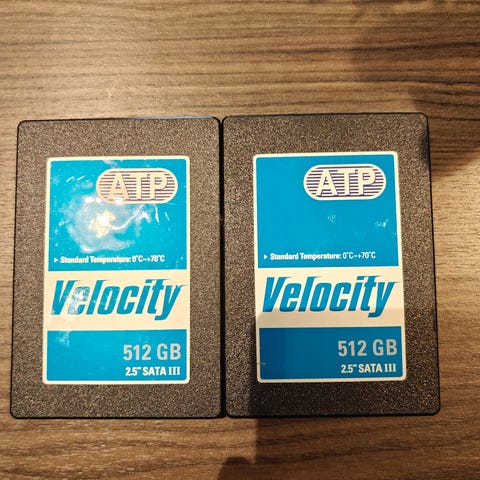 ATP
▸ Standard Temperature: 0°C~+70°C
Velocity
512 GB
2.5" SATA III
ATP
▸ Standard Temperature: 0°C~+70°C
Velocity
512 GB
2.5" SATA III